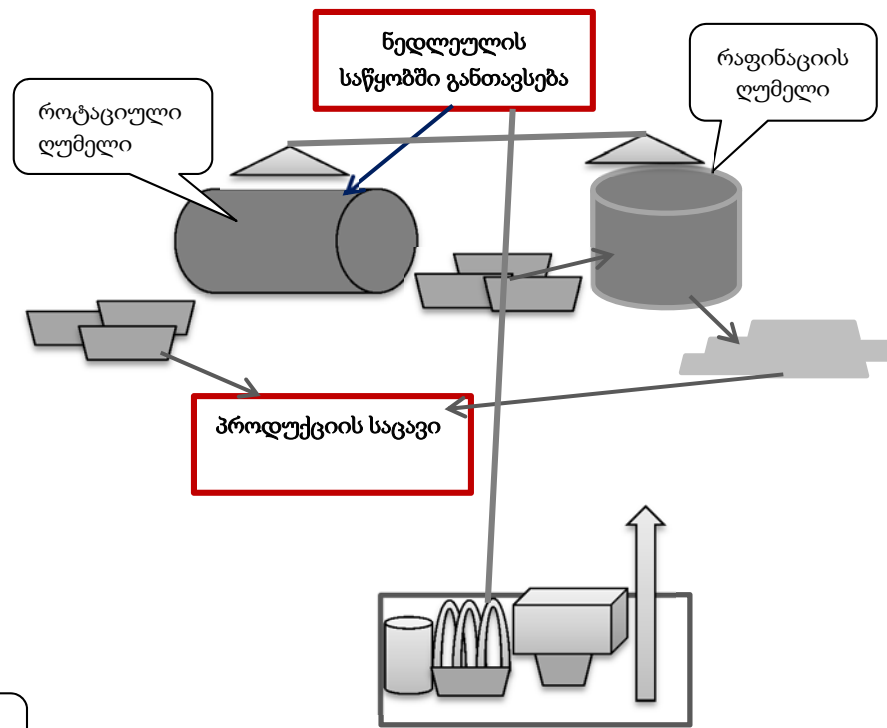 ნედლეულის
საწყობში განთავსება
რაფინაციის
ღუმელი
როტაციული
ღუმელი
პროდუქციის საცავი